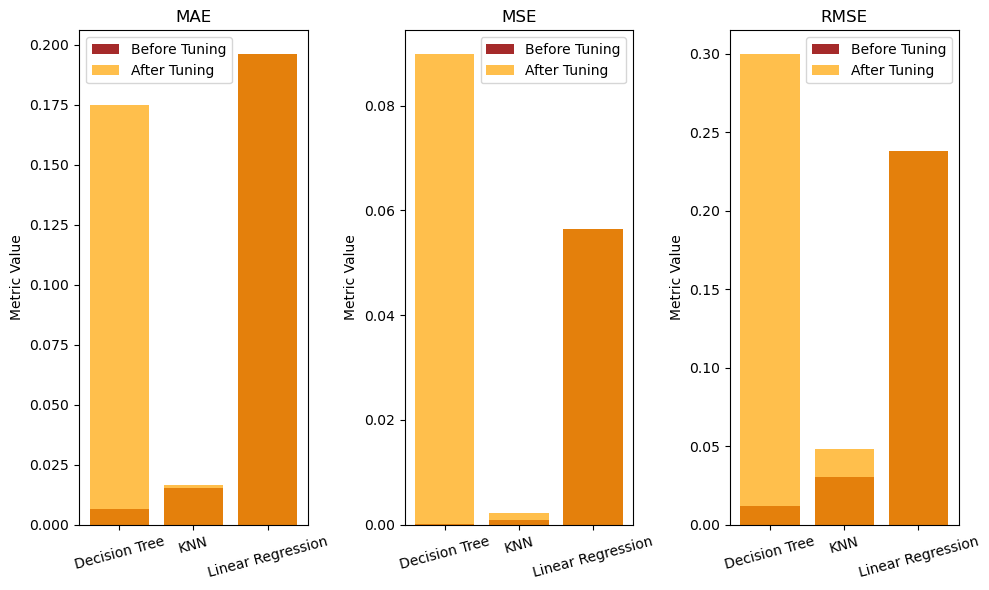 MAE
Metric Value
0.200
0.175
0.150
0.125
0.100
0.075
0.050
0.025
0.000
Before Tuning
After Tuning
Decision Tree
KNN
Linear Regression
MSE
Metric Value
0.08
0.06
0.04
0.02
0.00
Before Tuning
After Tuning
Decision Tree
KNN
Linear Regression
RMSE
Metric Value
0.30
0.25
0.20
0.15
0.10
0.05
0.00
Before Tuning
After Tuning
Decision Tree
KNN
Linear Regression